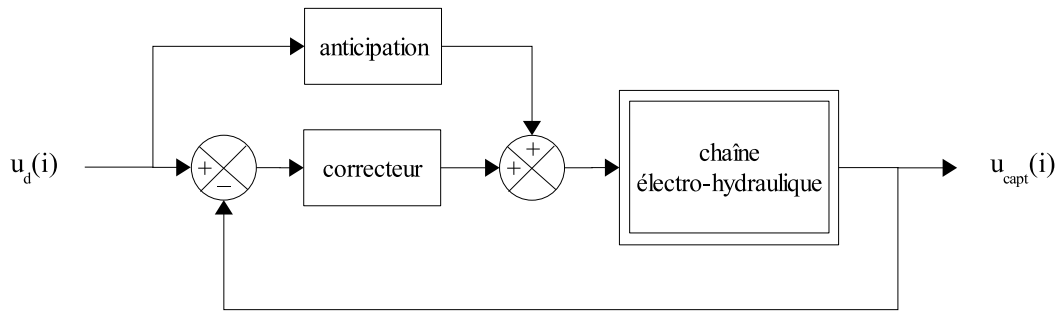 anticipation
u_d(i)
+
−
correcteur
+
+
chaîne
électro-hydraulique
u_capt(i)